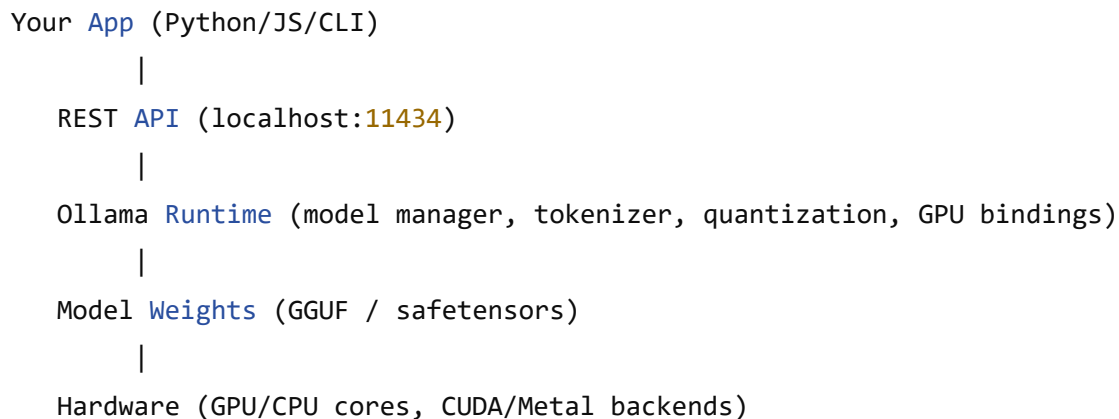 Your App (Python/JS/CLI)
|
REST API (localhost:11434)
|
Ollama Runtime (model manager, tokenizer, quantization, GPU bindings)
|
Model Weights (GGUF / safetensors)
|
Hardware (GPU/CPU cores, CUDA/Metal backends)